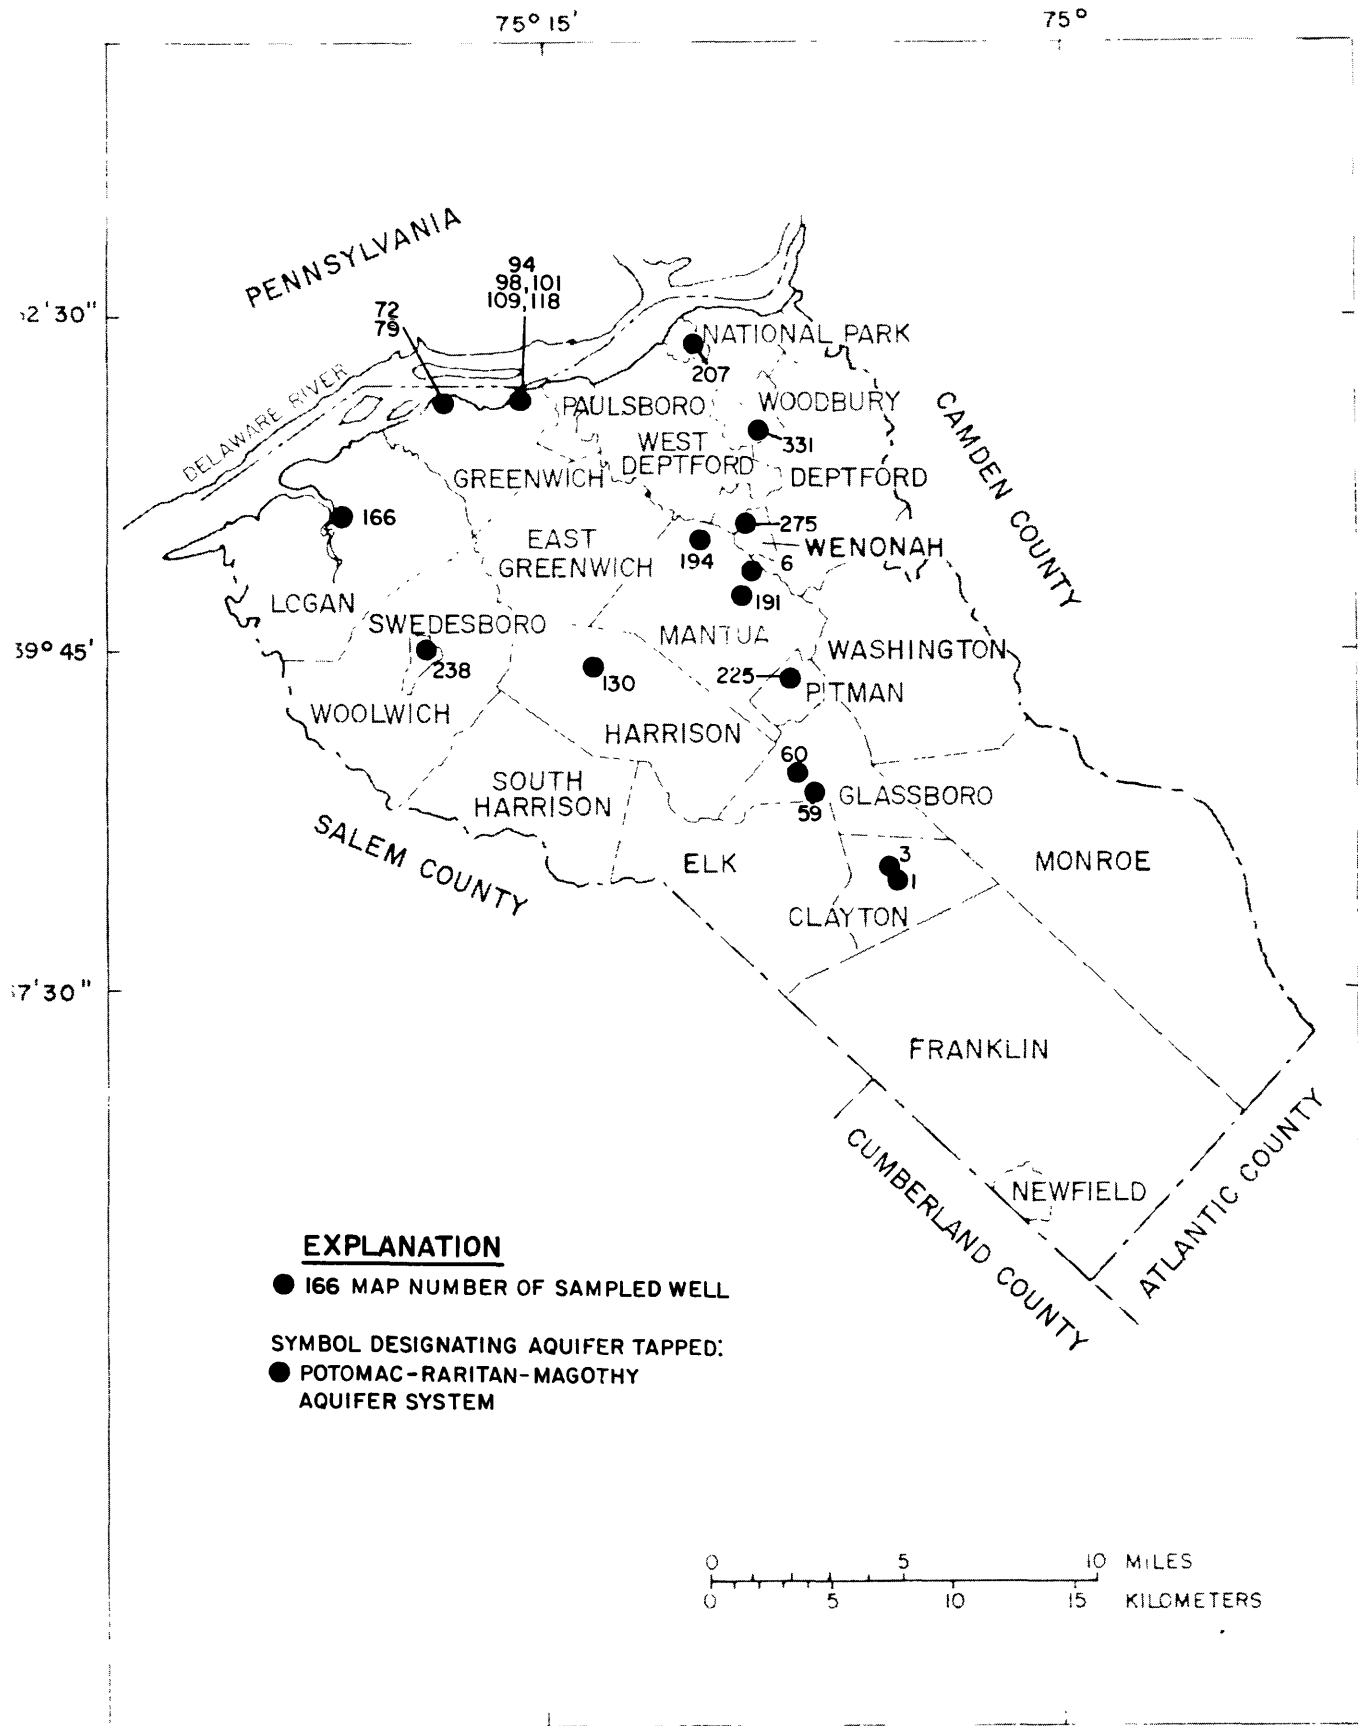 75° 15'
75°
PENNSYLVANIA
94
98,101
109,118
72
79
2'30"
NATIONAL PARK
207
DELAWARE RIVER
PAULSBORO
WOODBURY
CAMDEN COUNTY
331
WEST
DEPTFORD
GREENWICH
DEPTFORD
166
275
EAST
GREENWICH
194
WENONAH
6
191
LOGAN
SWEDESBORO
MANTUA
39° 45'
WASHINGTON
238
130
225
PITMAN
WOOLWICH
HARRISON
60
SOUTH
HARRISON
GLASSBORO
59
SALEM COUNTY
ELK
3
MONROE
1
CLAYTON
7'30"
FRANKLIN
NEWFIELD
CUMBERLAND COUNTY
ATLANTIC COUNTY
EXPLANATION
166 MAP NUMBER OF SAMPLED WELL
SYMBOL DESIGNATING AQUIFER TAPPED:
POTOMAC-RARITAN-MAGOTHY
AQUIFER SYSTEM
0 5 10 MILES
0 5 10 15 KILOMETERS